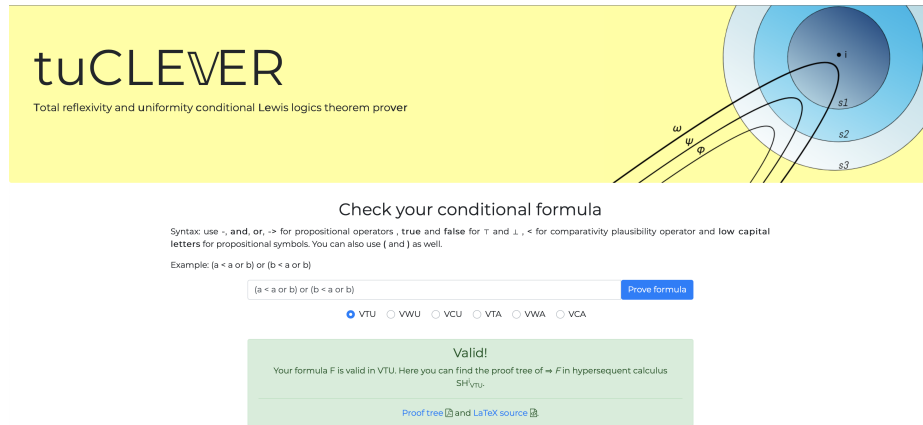 tuCLE𝕍ER
Total reflexivity and uniformity conditional Lewis logics theorem prover
i
s1
s2
s3
ω
ψ
Φ
Check your conditional formula
Syntax: use -, and, or, -> for propositional operators , true and false for ⊤ and ⊥ , < for comparativity plausibility operator and low capital
letters for propositional symbols. You can also use ( and ) as well.
Example: (a < a or b) or (b < a or b)
(a < a or b) or (b < a or b)
Prove formula
VTU VWU VCU VTA VWA VCA
Valid!
Your formula F is valid in VTU. Here you can find the proof tree of ⇒ F in hypersequent calculus
SHⁱVTU.
Proof tree and LaTeX source .